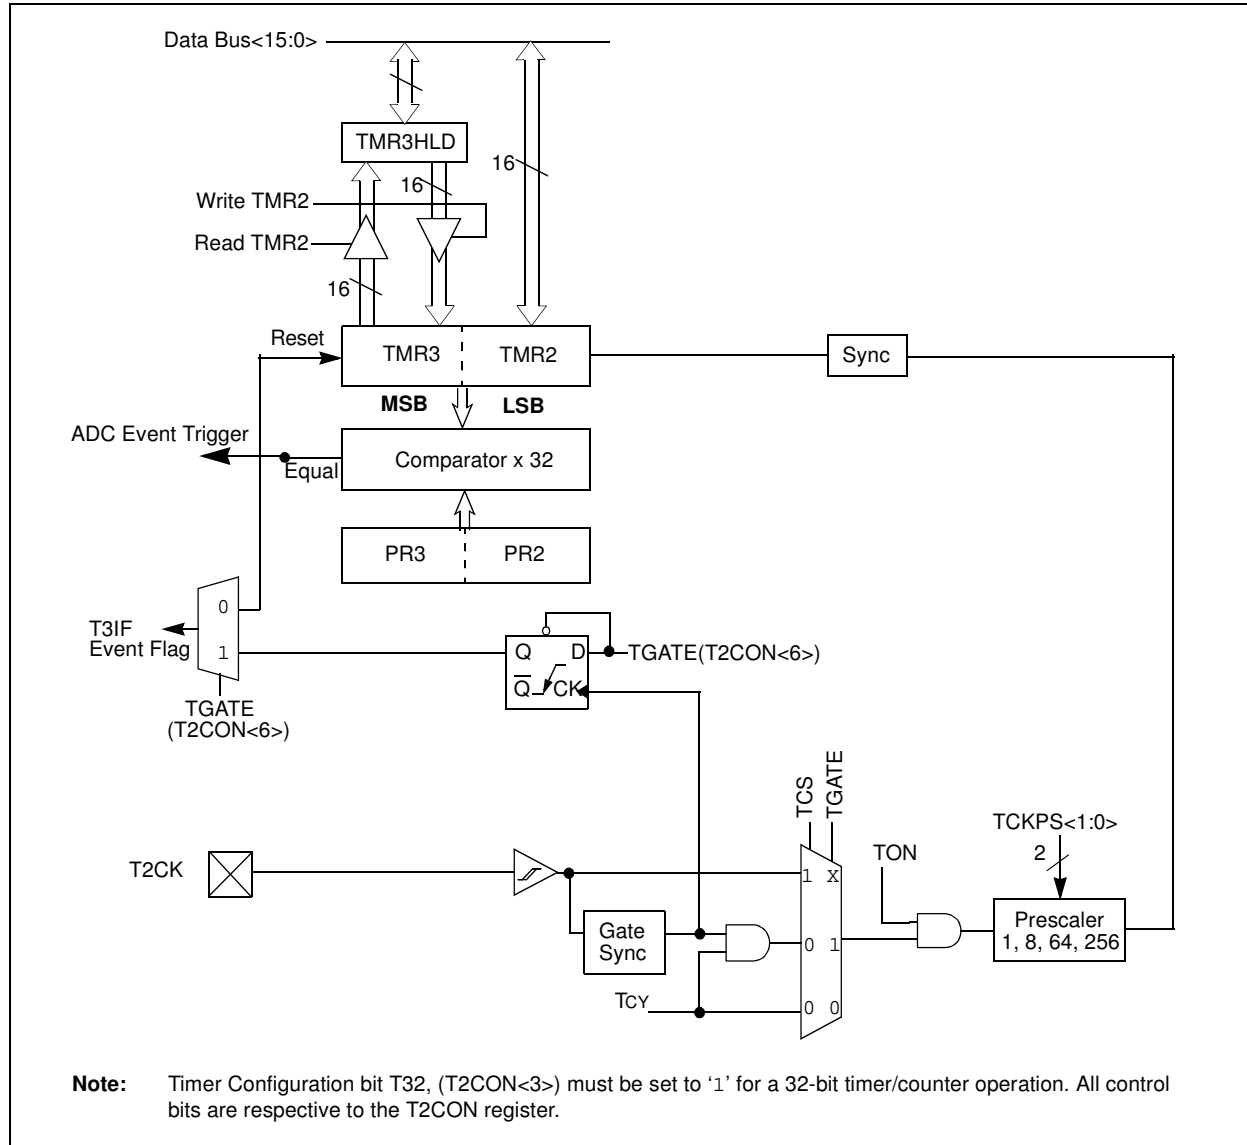 Data Bus<15:0>
TMR3HLD
16
16
Write TMR2
Read TMR2
16
Reset
TMR3
TMR2
Sync
MSB
LSB
ADC Event Trigger
Equal
Comparator x 32
PR3
PR2
0
T3IF
Event Flag
1
Q
D
TGATE(T2CON<6>)
Q
CK
TGATE
(T2CON<6>)
TCS
TGATE
TCKPS<1:0>
2
TON
T2CK
1 X
Prescaler
1, 8, 64, 256
Gate
Sync
0 1
TCY
0 0
Note: Timer Configuration bit T32, (T2CON<3>) must be set to ‘1’ for a 32-bit timer/counter operation. All control
bits are respective to the T2CON register.